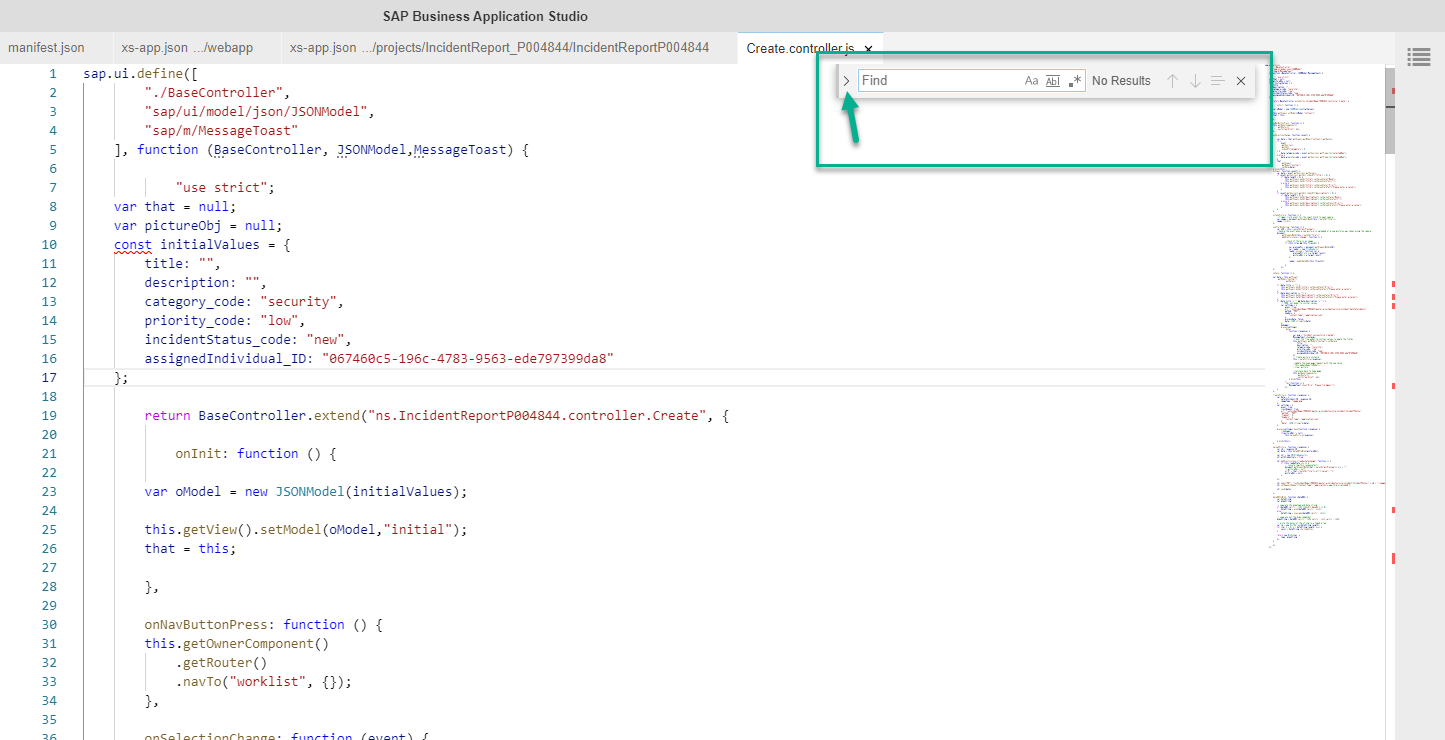 SAP Business Application Studio
manifest.json xs-app.json .../webapp xs-app.json .../projects/IncidentReport_P004844/IncidentReportP004844 Create.controller.js ×
Find Aa Abl .* No Results
1 sap.ui.define([
2 "./BaseController",
3 "sap/ui/model/json/JSONModel",
4 "sap/m/MessageToast"
5 ], function (BaseController, JSONModel,MessageToast) {
6
7 "use strict";
8 var that = null;
9 var pictureObj = null;
10 const initialValues = {
11 title: "",
12 description: "",
13 category_code: "security",
14 priority_code: "low",
15 incidentStatus_code: "new",
16 assignedIndividual_ID: "067460c5-196c-4783-9563-ede797399da8"
17 };
18
19 return BaseController.extend("ns.IncidentReportP004844.controller.Create", {
20
21 onInit: function () {
22
23 var oModel = new JSONModel(initialValues);
24
25 this.getView().setModel(oModel,"initial");
26 that = this;
27
28 },
29
30 onNavButtonPress: function () {
31 this.getOwnerComponent()
32 .getRouter()
33 .navTo("worklist", {});
34 },
35
36 onSelectionChange: function (event) {